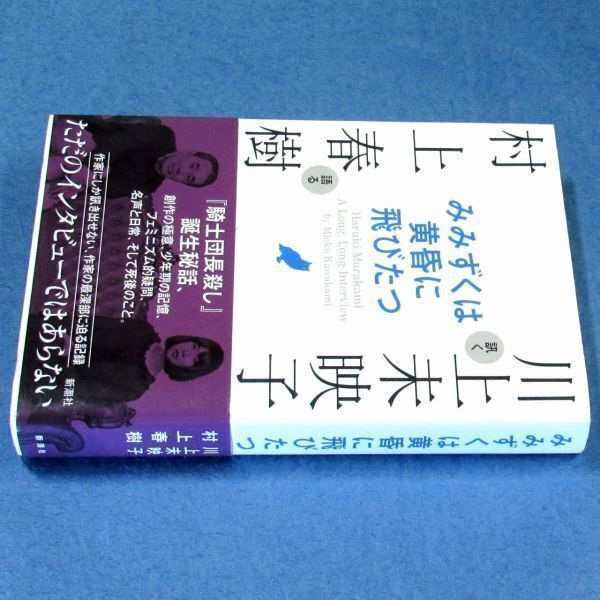 川上未映子
訊く
みみずくは
黄昏に
飛びたつ
Haruki Murakami
A Long, Long Interview
by Mieko Kawakami
村上春樹
語る
『騎士団長殺し』
誕生秘話、
創作の極意、少年期の記憶、
フェミニズム的疑問、
名声と日常、そして死後のこと。
作家にしか訊き出せない、作家の最深部に迫る記録
ただのインタビューではあらない
新潮社
みみずくは黄昏に飛びたつ
川上未映子
村上春樹
新潮社